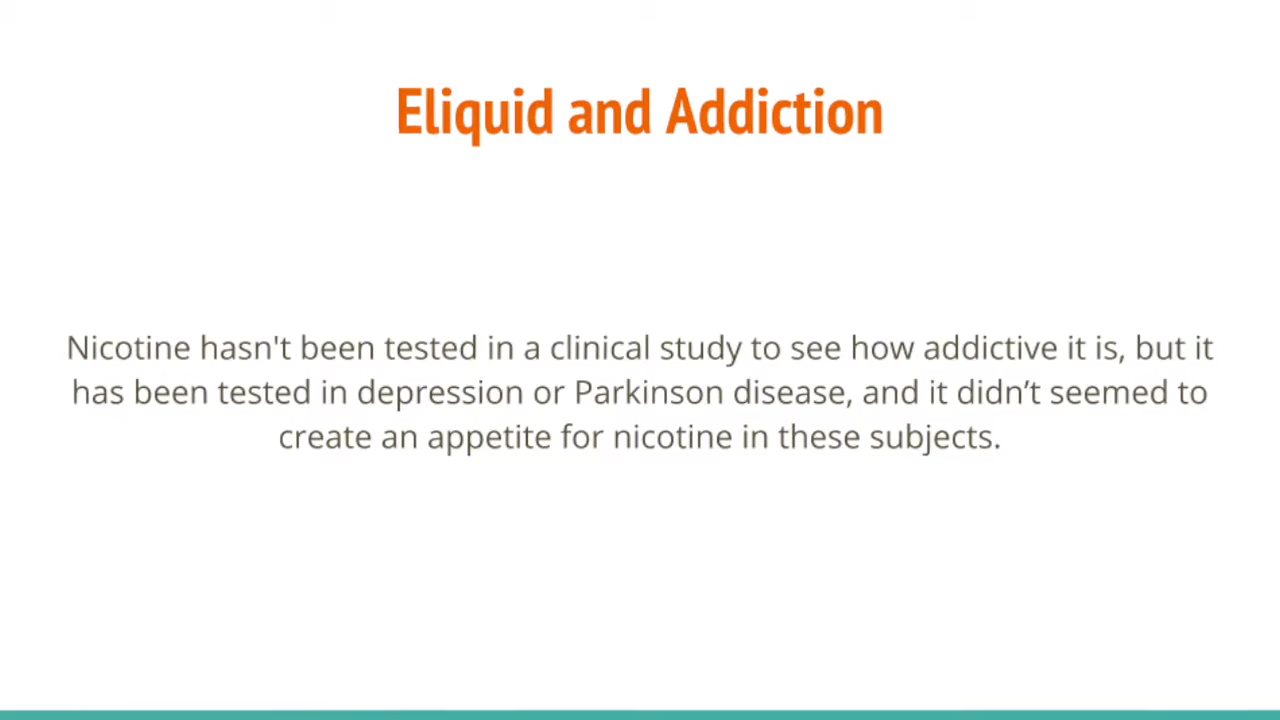 Eliquid and Addiction
Nicotine hasn't been tested in a clinical study to see how addictive it is, but it
has been tested in depression or Parkinson disease, and it didn’t seemed to
create an appetite for nicotine in these subjects.